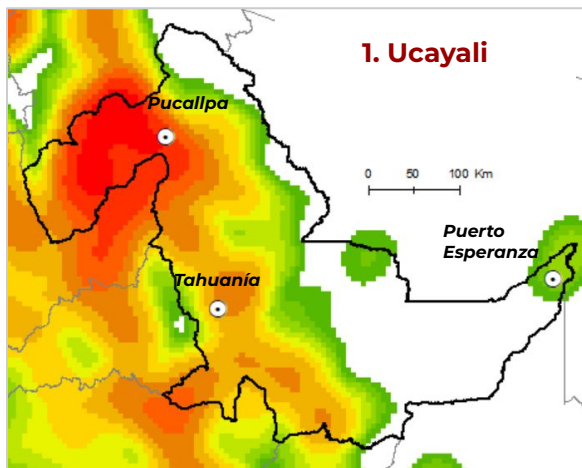 1. Ucayali
Pucallpa
0 50 100 Km
Puerto
Esperanza
Tahuanía